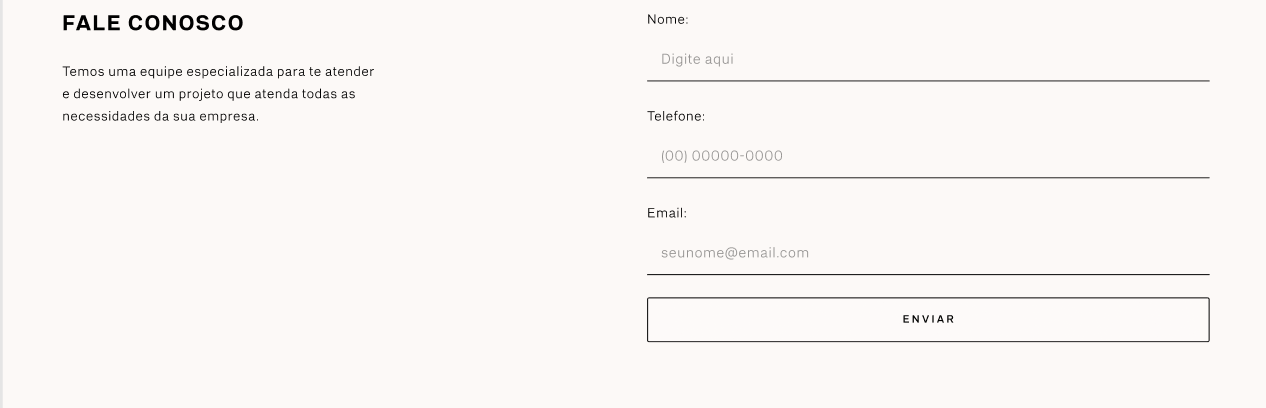 FALE CONOSCO
Temos uma equipe especializada para te atender
e desenvolver um projeto que atenda todas as
necessidades da sua empresa.
Nome:
Digite aqui
Telefone:
(00) 00000-0000
Email:
seunome@email.com
ENVIAR